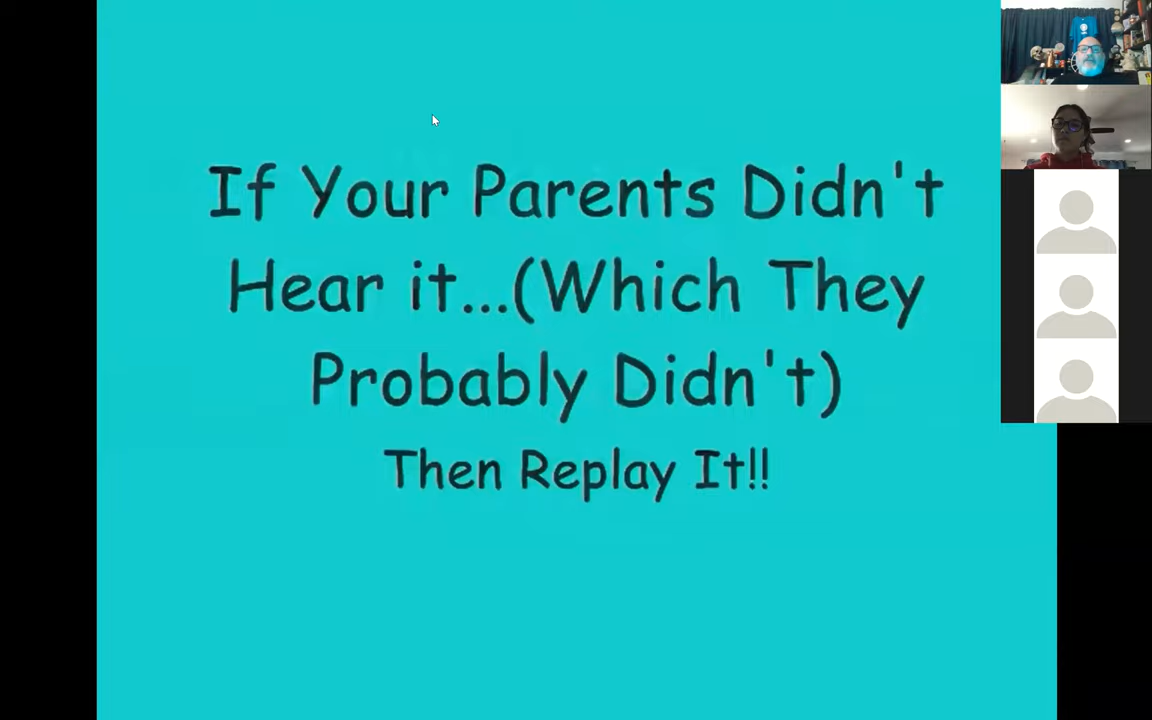 If Your Parents Didn't
Hear it...(Which They
Probably Didn't)
Then Replay It!!